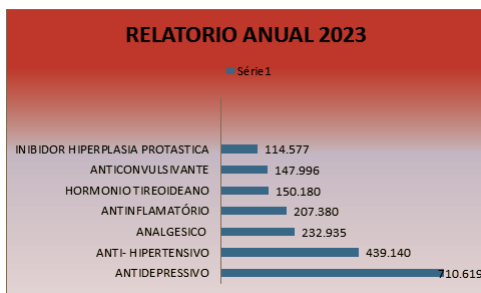 RELATORIO ANUAL 2023
Série1
INIBIDOR HIPERPLASIA PROTASTICA 114.577
ANTICONVULSIVANTE 147.996
HORMONIO TIREOIDEANO 150.180
ANTINFLAMATÓRIO 207.380
ANALGESICO 232.935
ANTI- HIPERTENSIVO 439.140
ANTIDEPRESSIVO 710.619